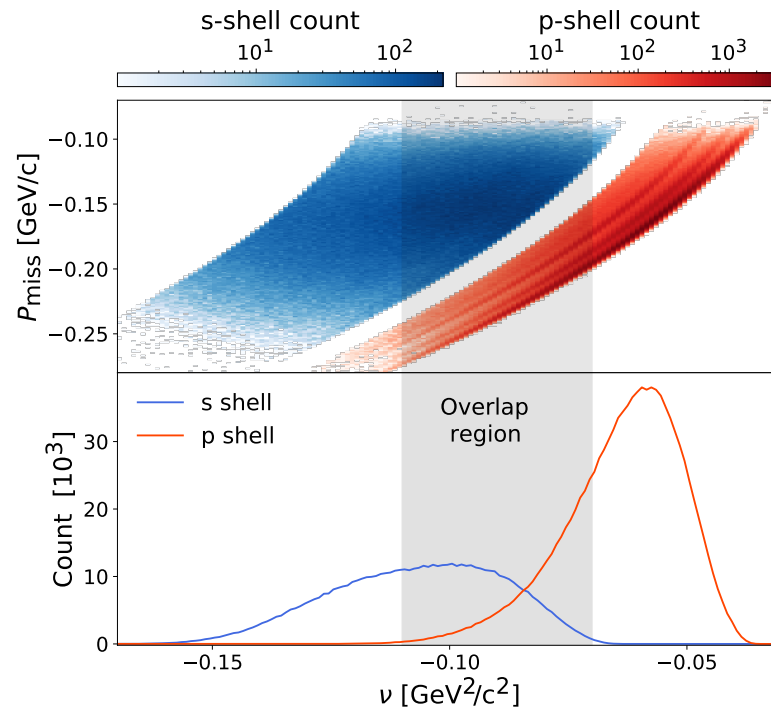 s-shell count
p-shell count
10¹ 10²
10¹ 10² 10³
P_miss [GeV/c]
−0.10
−0.15
−0.20
−0.25
s shell
p shell
Overlap
region
Count [10³]
30
20
10
0
−0.15 −0.10 −0.05
ν [GeV²/c²]